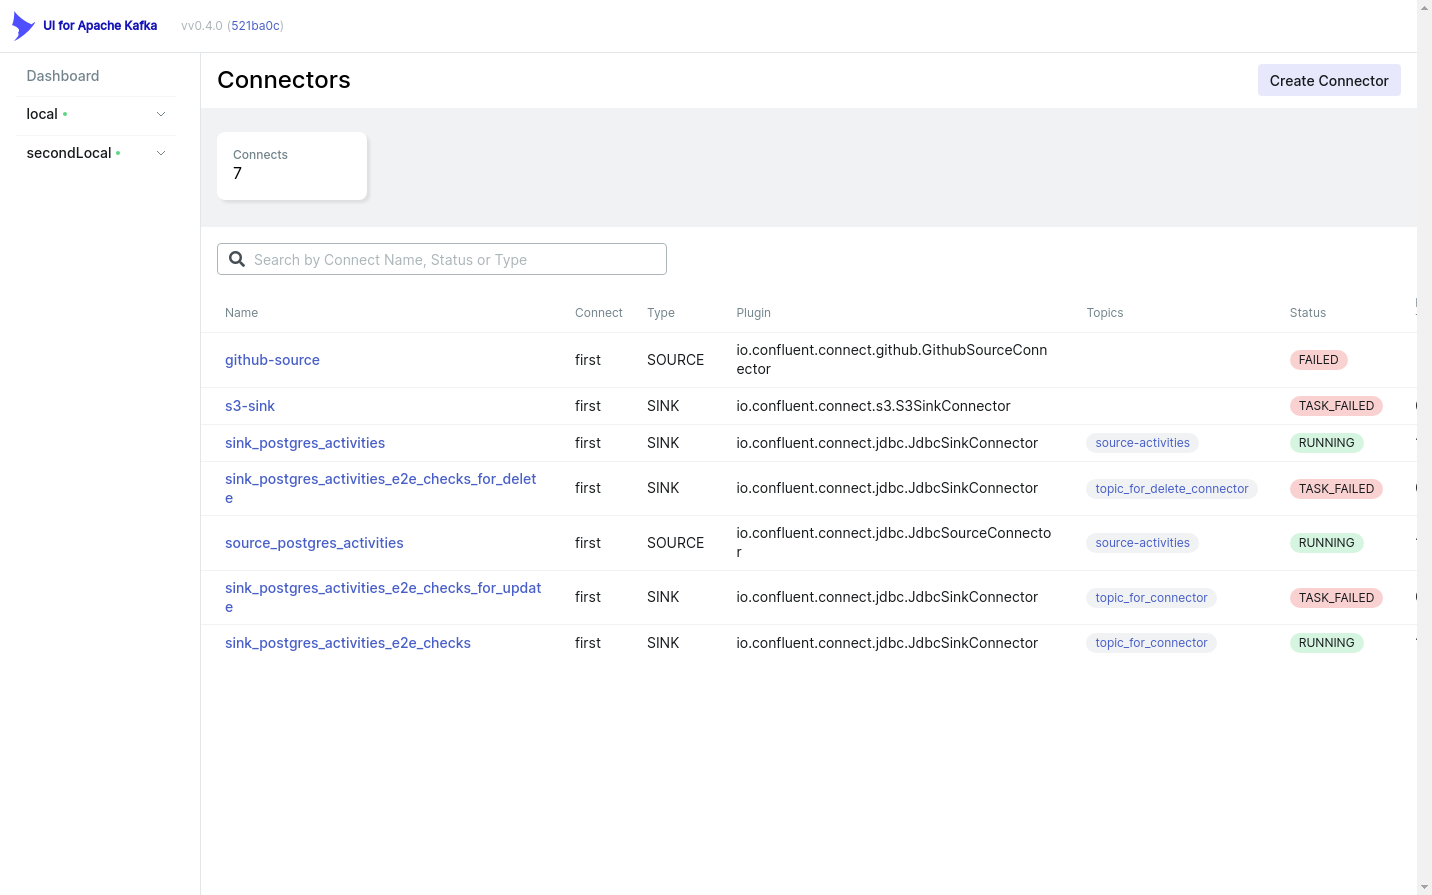 UI for Apache Kafka vv0.4.0 (521ba0c)
Dashboard
local
secondLocal
Connectors
Create Connector
Connects
7
Search by Connect Name, Status or Type
Name Connect Type Plugin Topics Status
github-source first SOURCE io.confluent.connect.github.GithubSourceConn
ector FAILED
s3-sink first SINK io.confluent.connect.s3.S3SinkConnector TASK_FAILED
sink_postgres_activities first SINK io.confluent.connect.jdbc.JdbcSinkConnector source-activities RUNNING
sink_postgres_activities_e2e_checks_for_delet
e first SINK io.confluent.connect.jdbc.JdbcSinkConnector topic_for_delete_connector TASK_FAILED
source_postgres_activities first SOURCE io.confluent.connect.jdbc.JdbcSourceConnecto
r source-activities RUNNING
sink_postgres_activities_e2e_checks_for_updat
e first SINK io.confluent.connect.jdbc.JdbcSinkConnector topic_for_connector TASK_FAILED
sink_postgres_activities_e2e_checks first SINK io.confluent.connect.jdbc.JdbcSinkConnector topic_for_connector RUNNING